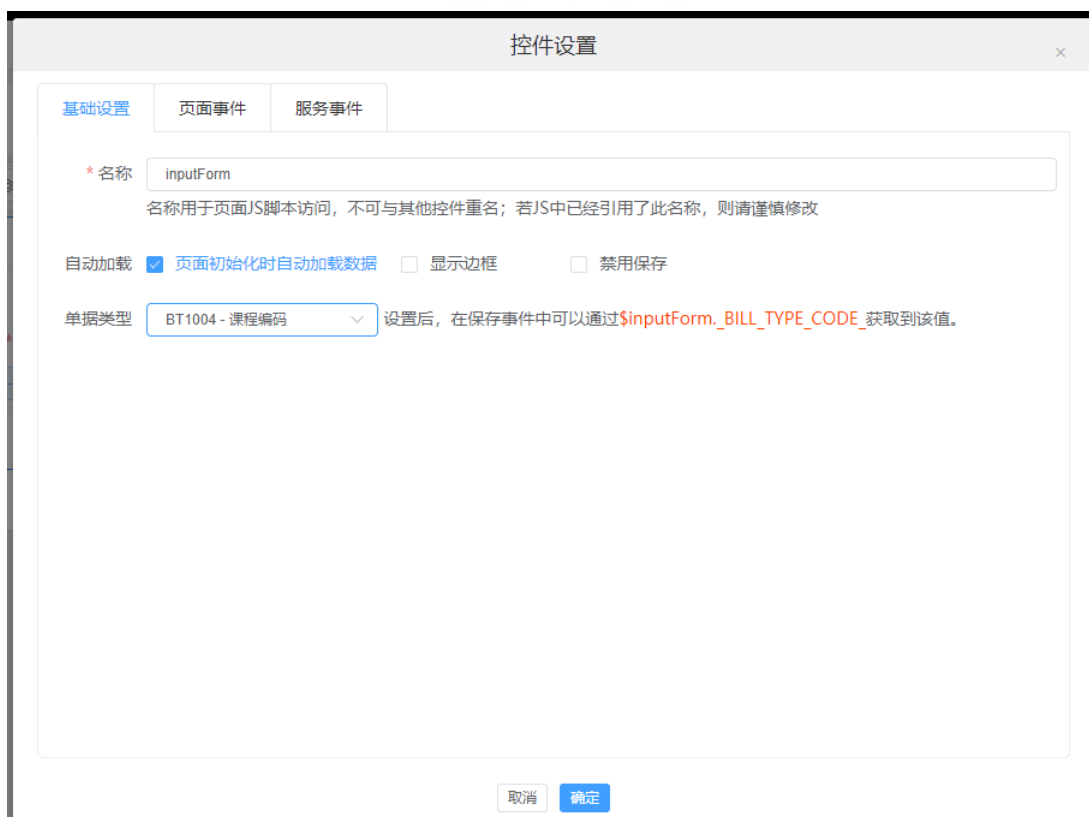 控件设置
基础设置 页面事件 服务事件
* 名称 inputForm
名称用于页面JS脚本访问，不可与其他控件重名；若JS中已经引用了此名称，则请谨慎修改
自动加载 页面初始化时自动加载数据 显示边框 禁用保存
单据类型 BT1004 - 课程编码 设置后，在保存事件中可以通过$inputForm._BILL_TYPE_CODE_获取到该值。
取消 确定